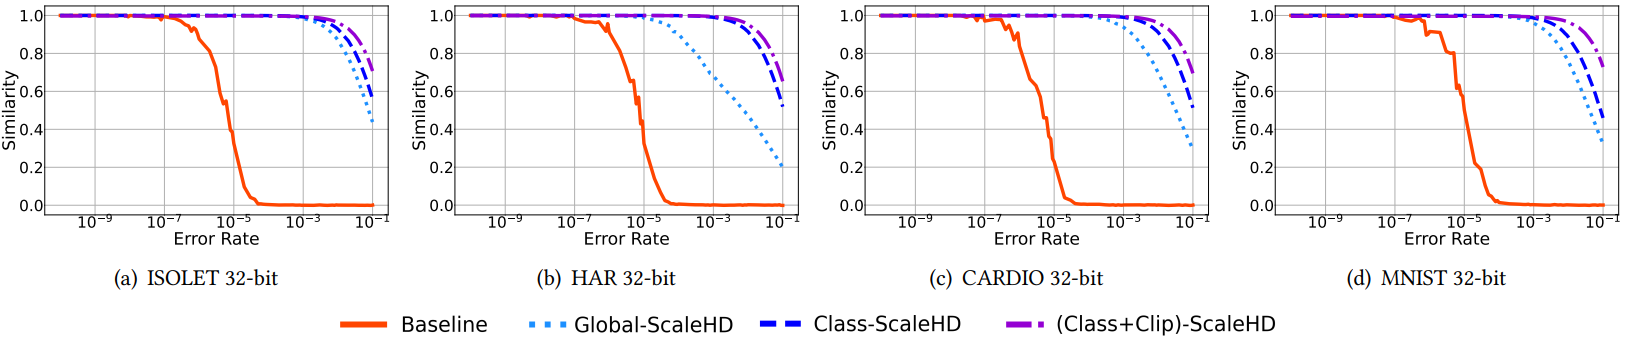 1.0
0.8
0.6
0.4
0.2
0.0
Similarity
10⁻⁹ 10⁻⁷ 10⁻⁵ 10⁻³ 10⁻¹
Error Rate
(a) ISOLET 32-bit
1.0
0.8
0.6
0.4
0.2
0.0
Similarity
10⁻⁹ 10⁻⁷ 10⁻⁵ 10⁻³ 10⁻¹
Error Rate
(b) HAR 32-bit
1.0
0.8
0.6
0.4
0.2
0.0
Similarity
10⁻⁹ 10⁻⁷ 10⁻⁵ 10⁻³ 10⁻¹
Error Rate
(c) CARDIO 32-bit
1.0
0.8
0.6
0.4
0.2
0.0
Similarity
10⁻⁹ 10⁻⁷ 10⁻⁵ 10⁻³ 10⁻¹
Error Rate
(d) MNIST 32-bit
Baseline Global-ScaleHD Class-ScaleHD (Class+Clip)-ScaleHD